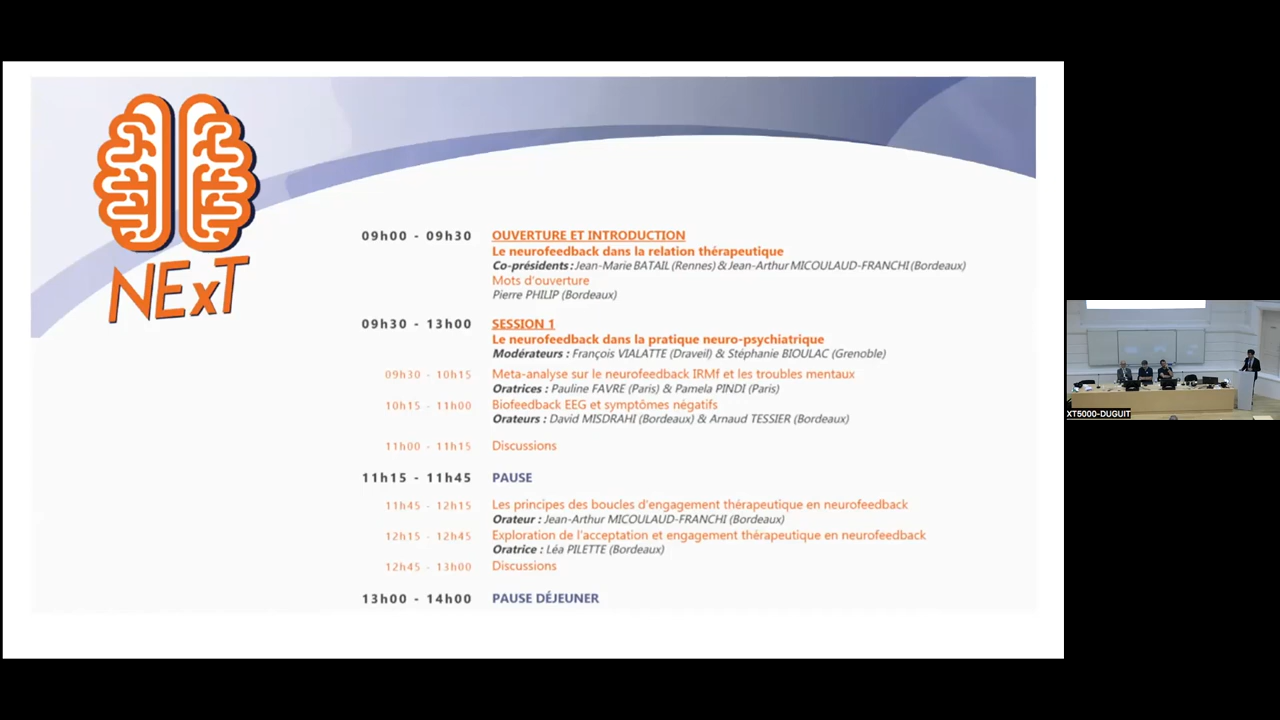 NExT
09h00 - 09h30 OUVERTURE ET INTRODUCTION
Le neurofeedback dans la relation thérapeutique
Co-présidents : Jean-Marie BATAIL (Rennes) & Jean-Arthur MICOULAUD-FRANCHI (Bordeaux)
Mots d'ouverture
Pierre PHILIP (Bordeaux)
09h30 - 13h00 SESSION 1
Le neurofeedback dans la pratique neuro-psychiatrique
Modérateurs : François VIALATTE (Draveil) & Stéphanie BIOULAC (Grenoble)
09h30 - 10h15 Meta-analyse sur le neurofeedback IRMf et les troubles mentaux
Oratrices : Pauline FAVRE (Paris) & Pamela PINDI (Paris)
10h15 - 11h00 Biofeedback EEG et symptômes négatifs
Orateurs : David MISDRAHI (Bordeaux) & Arnaud TESSIER (Bordeaux)
11h00 - 11h15 Discussions
11h15 - 11h45 PAUSE
11h45 - 12h15 Les principes des boucles d'engagement thérapeutique en neurofeedback
Orateur : Jean-Arthur MICOULAUD-FRANCHI (Bordeaux)
12h15 - 12h45 Exploration de l'acceptation et engagement thérapeutique en neurofeedback
Oratrice : Léa PILETTE (Bordeaux)
12h45 - 13h00 Discussions
13h00 - 14h00 PAUSE DÉJEUNER
XT5000-DUGUIT